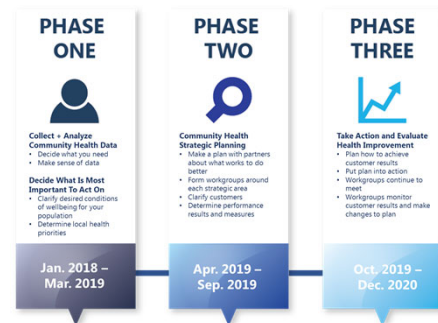 PHASE
ONE
Collect + Analyze
Community Health Data
• Decide what you need
• Make sense of data
Decide What Is Most
Important To Act On
• Clarify desired conditions
of wellbeing for your
population
• Determine local health
priorities
Jan. 2018 –
Mar. 2019
PHASE
TWO
Community Health
Strategic Planning
• Make a plan with partners
about what works to do
better
• Form workgroups around
each strategic area
• Clarify customers
• Determine performance
results and measures
Apr. 2019 –
Sep. 2019
PHASE
THREE
Take Action and Evaluate
Health Improvement
• Plan how to achieve
customer results
• Put plan into action
• Workgroups continue to
meet
• Workgroups monitor
customer results and make
changes to plan
Oct. 2019 –
Dec. 2020